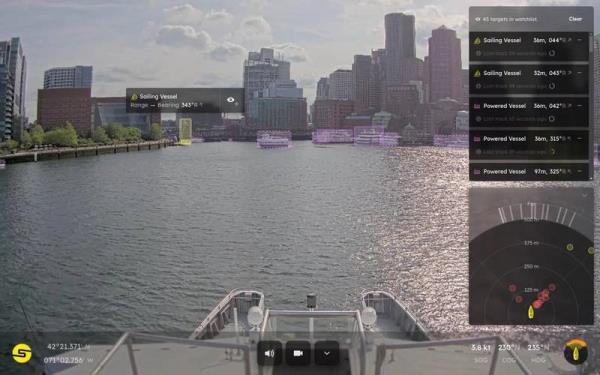 45 targets in watchlist.
Clear
Sailing Vessel 36m, 044°
Sailing Vessel 32m, 043°
Powered Vessel 36m, 042°
Powered Vessel 36m, 315°
Powered Vessel 97m, 325°
Sailing Vessel
Range — Bearing 343°
375 m
250 m
125 m
42°21.371' N
071°02.756' W
3.8 kt 230° 235°
SOG COG HDG